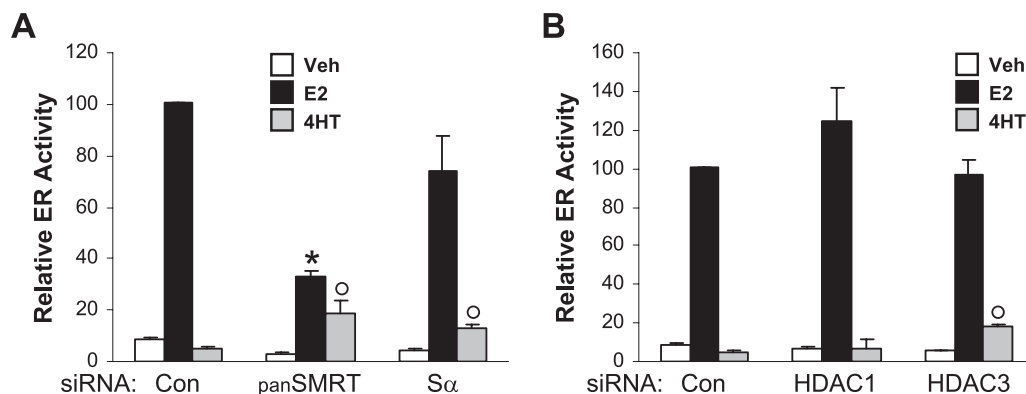 A
Relative ER Activity
120
100
80
60
40
20
0
Veh
E2
4HT
*
○
○
siRNA: Con panSMRT Sα
B
Relative ER Activity
160
140
120
100
80
60
40
20
0
Veh
E2
4HT
○
siRNA: Con HDAC1 HDAC3